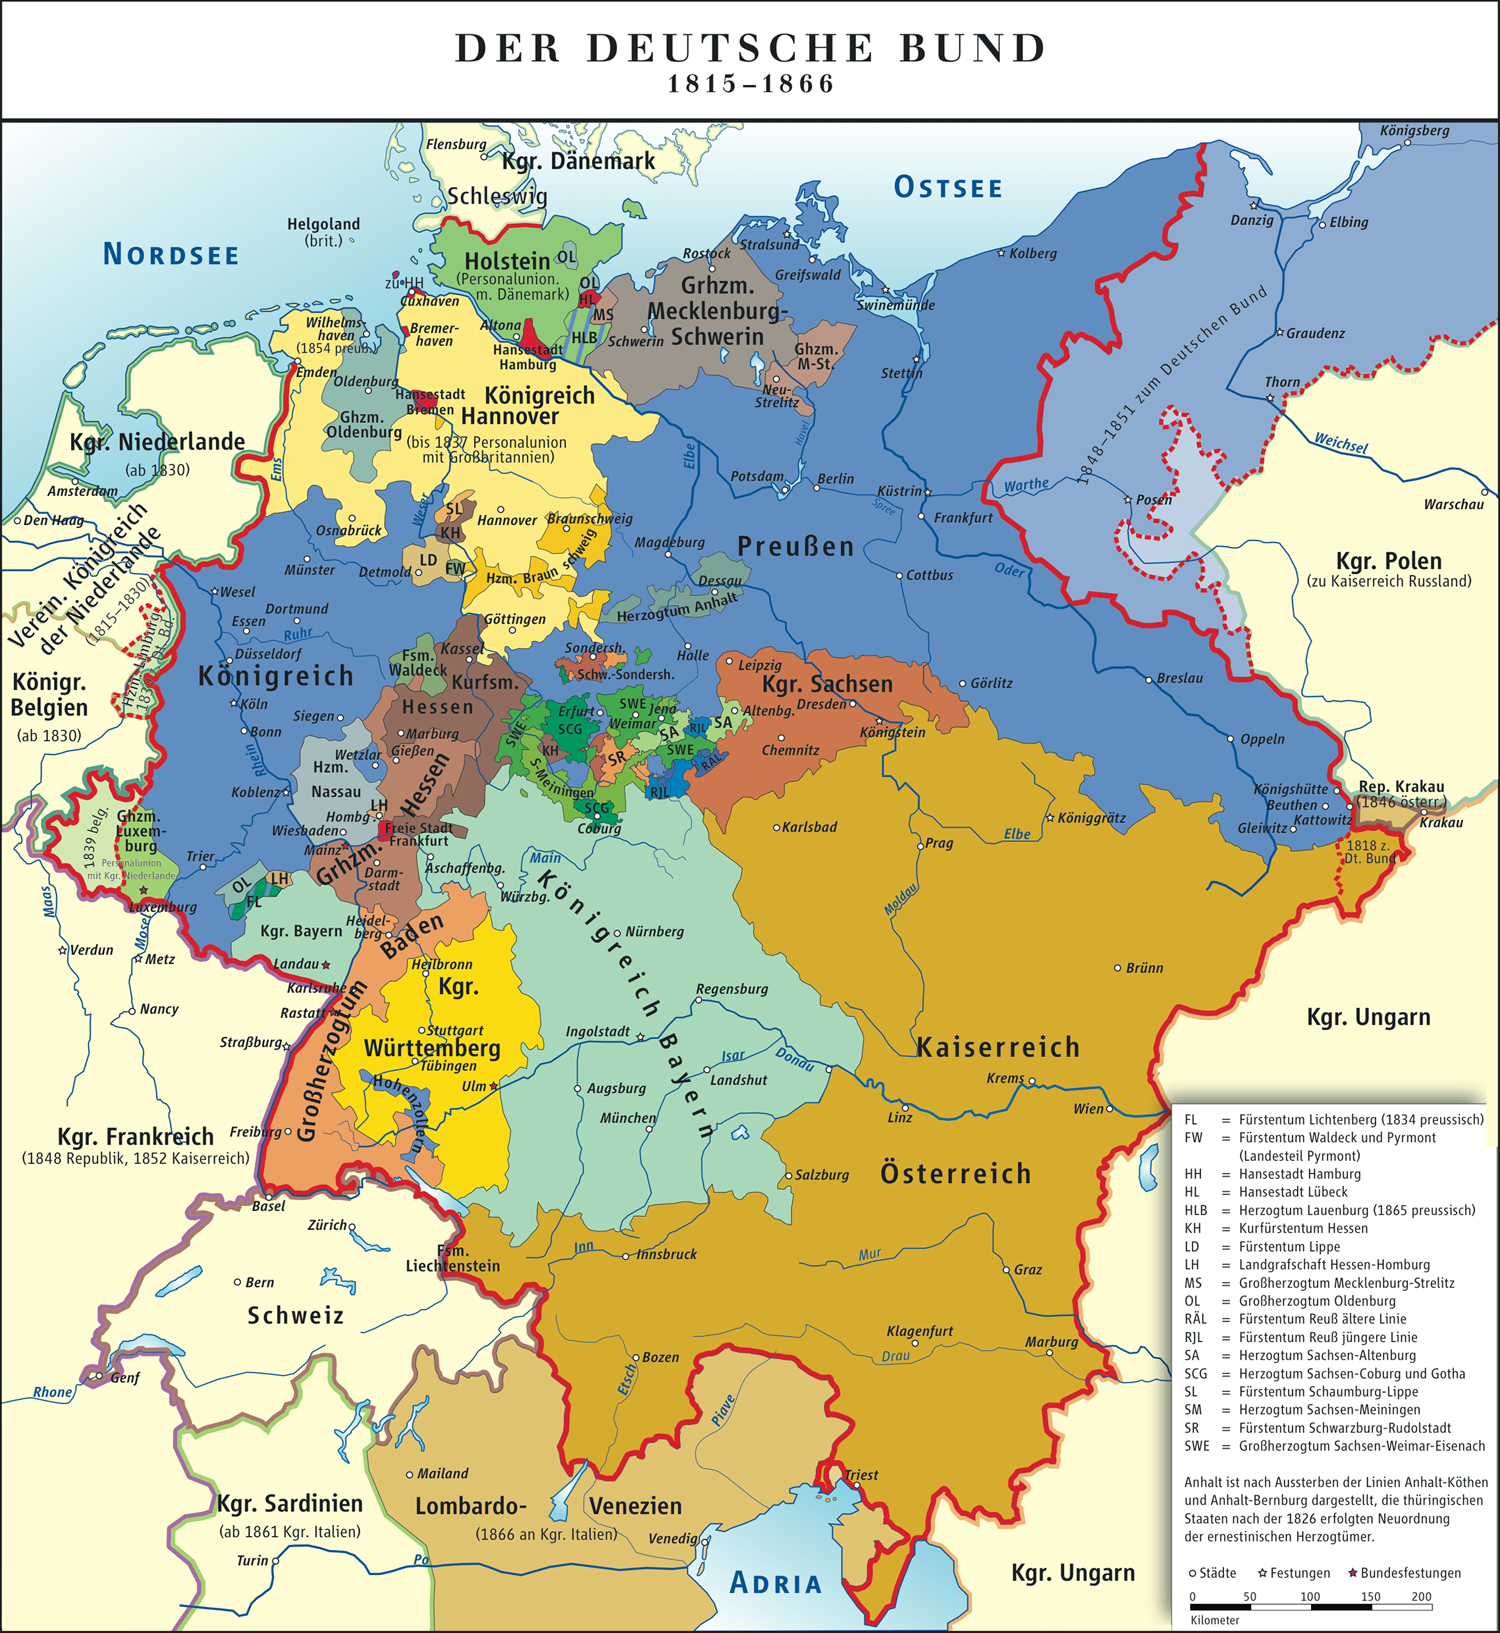 DER DEUTSCHE BUND
1815–1866
Königsberg
Flensburg
Kgr. Dänemark
Schleswig
OSTSEE
Danzig
Elbing
Helgoland
(brit.)
NORDSEE
Holstein
(Personalunion.
m. Dänemark)
OL
OL
HL
MS
HLB
zu HH
Cuxhaven
Rostock
Stralsund
Greifswald
Kolberg
Swinemünde
Grhzm.
Mecklenburg-
Schwerin
Schwerin
Wilhelms-
haven
(1854 preuß.)
Bremer-
haven
Altona
Hansestadt
Hamburg
Ghzm.
M-St.
Neu-
Strelitz
Stettin
Graudenz
Thorn
1848–1851 zum Deutschen Bund
Emden
Oldenburg
Ghzm.
Oldenburg
Hansestadt
Bremen
Königreich
Hannover
(bis 1837 Personalunion
mit Großbritannien)
Kgr. Niederlande
(ab 1830)
Amsterdam
Den Haag
Ems
Weser
Elbe
Havel
Spree
Weichsel
Warschau
Potsdam
Berlin
Küstrin
Warthe
Posen
Frankfurt
Osnabrück
SL
KH
Hannover
Braunschweig
Hzm. Braunschweig
Magdeburg
Preußen
Kgr. Polen
(zu Kaiserreich Russland)
Verein. Königreich
der Niederlande
(1815–1830)
Münster
Detmold
LD
FW
Dessau
Herzogtum Anhalt
Cottbus
Oder
Wesel
Dortmund
Essen
Ruhr
Göttingen
Düsseldorf
Königreich
Fsm.
Waldeck
Kassel
Kurfsm.
Hessen
Sondersh.
Schw.-Sondersh.
Halle
Leipzig
Kgr. Sachsen
Dresden
Görlitz
Breslau
Königr.
Belgien
(ab 1830)
Köln
Siegen
Bonn
Rhein
Marburg
Gießen
Wetzlar
SWE
Erfurt
SCG
SWE
Weimar
Jena
SA
RJL
SA
Altenbg.
SWE
RÄL
KH
SR
RJL
S-Meiningen
SCG
Coburg
Chemnitz
Königstein
Oppeln
Hzm.
Nassau
Koblenz
LH
Hombg.
Hessen
Wiesbaden
Freie Stadt
Frankfurt
Mainz
Grhzm.
Darm-
stadt
Aschaffenbg.
Main
Würzbg.
Karlsbad
Prag
Elbe
Königgrätz
Königshütte
Beuthen
Kattowitz
Gleiwitz
Rep. Krakau
(1846 österr.)
Krakau
1818 z.
Dt. Bund
1839 belg.
Ghzm.
Luxem-
burg
Personalunion
mit Kgr. Niederlande
Luxemburg
Trier
OL
LH
FL
Maas
Mosel
Verdun
Metz
Nancy
Kgr. Bayern
Heidel-
berg
Baden
Landau
Karlsruhe
Rastatt
Heilbronn
Kgr.
Württemberg
Stuttgart
Tübingen
Ulm
Straßburg
Großherzogtum
Hohenzollern
Freiburg
Nürnberg
Königreich Bayern
Regensburg
Ingolstadt
Isar
Donau
Augsburg
Landshut
München
Moldau
Brünn
Kgr. Ungarn
Kaiserreich
Krems
Linz
Wien
Österreich
Salzburg
Kgr. Frankreich
(1848 Republik, 1852 Kaiserreich)
Basel
Zürich
Bern
Schweiz
Fsm.
Liechtenstein
Inn
Innsbruck
Mur
Graz
Klagenfurt
Drau
Marburg
Bozen
Etsch
Piave
Rhone
Genf
Mailand
Lombardo-
Venezien
(1866 an Kgr. Italien)
Venedig
Triest
Kgr. Sardinien
(ab 1861 Kgr. Italien)
Turin
Po
ADRIA
Kgr. Ungarn
FL = Fürstentum Lichtenberg (1834 preussisch)
FW = Fürstentum Waldeck und Pyrmont
(Landesteil Pyrmont)
HH = Hansestadt Hamburg
HL = Hansestadt Lübeck
HLB = Herzogtum Lauenburg (1865 preussisch)
KH = Kurfürstentum Hessen
LD = Fürstentum Lippe
LH = Landgrafschaft Hessen-Homburg
MS = Großherzogtum Mecklenburg-Strelitz
OL = Großherzogtum Oldenburg
RÄL = Fürstentum Reuß ältere Linie
RJL = Fürstentum Reuß jüngere Linie
SA = Herzogtum Sachsen-Altenburg
SCG = Herzogtum Sachsen-Coburg und Gotha
SL = Fürstentum Schaumburg-Lippe
SM = Herzogtum Sachsen-Meiningen
SR = Fürstentum Schwarzburg-Rudolstadt
SWE = Großherzogtum Sachsen-Weimar-Eisenach
Anhalt ist nach Aussterben der Linien Anhalt-Köthen
und Anhalt-Bernburg dargestellt, die thüringischen
Staaten nach der 1826 erfolgten Neuordnung
der ernestinischen Herzogtümer.
Städte
Festungen
Bundesfestungen
0 50 100 150 200
Kilometer